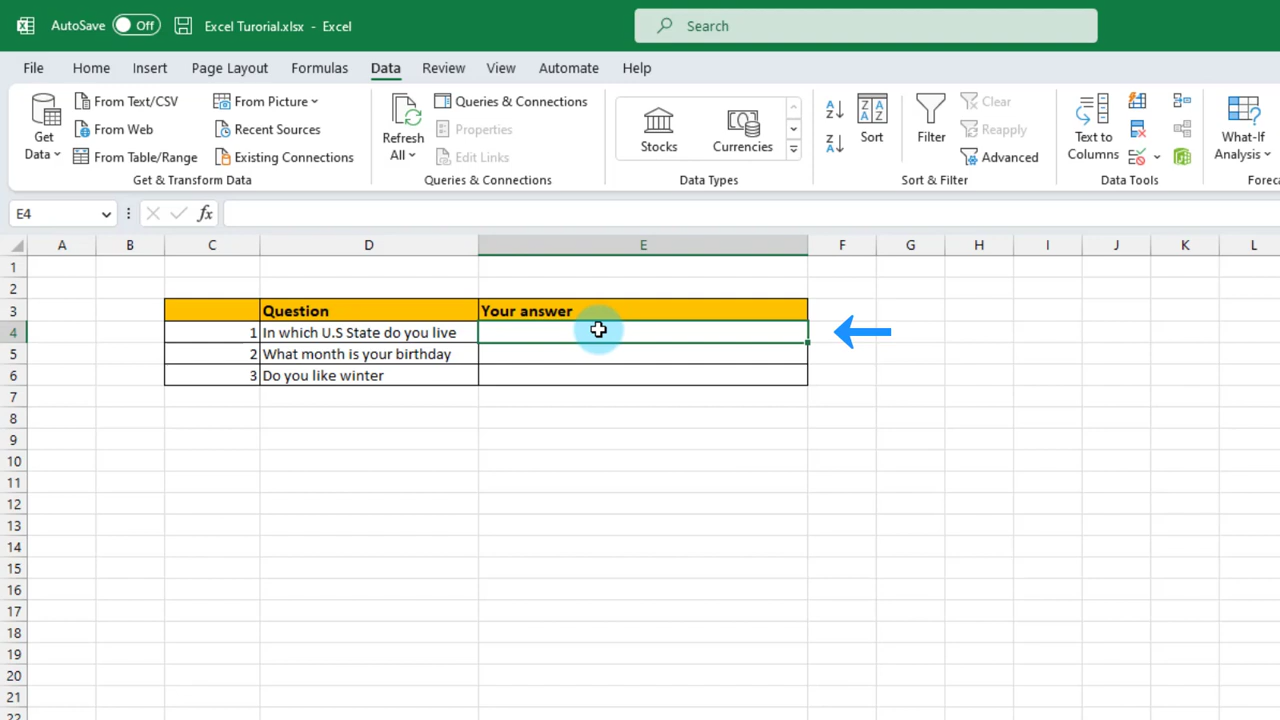 AutoSave Off Excel Turorial.xlsx - Excel Search
File Home Insert Page Layout Formulas Data Review View Automate Help
Get Data
From Text/CSV
From Web
From Table/Range
From Picture
Recent Sources
Existing Connections
Get & Transform Data
Refresh All
Queries & Connections
Properties
Edit Links
Queries & Connections
Stocks
Currencies
Data Types
Sort
Filter
Clear
Reapply
Advanced
Sort & Filter
Text to Columns
Data Tools
What-If Analysis
Foreca
E4 fx
A B C D E F G H I J K L
1
2
3 Question Your answer
4 1 In which U.S State do you live
5 2 What month is your birthday
6 3 Do you like winter
7
8
9
10
11
12
13
14
15
16
17
18
19
20
21
22